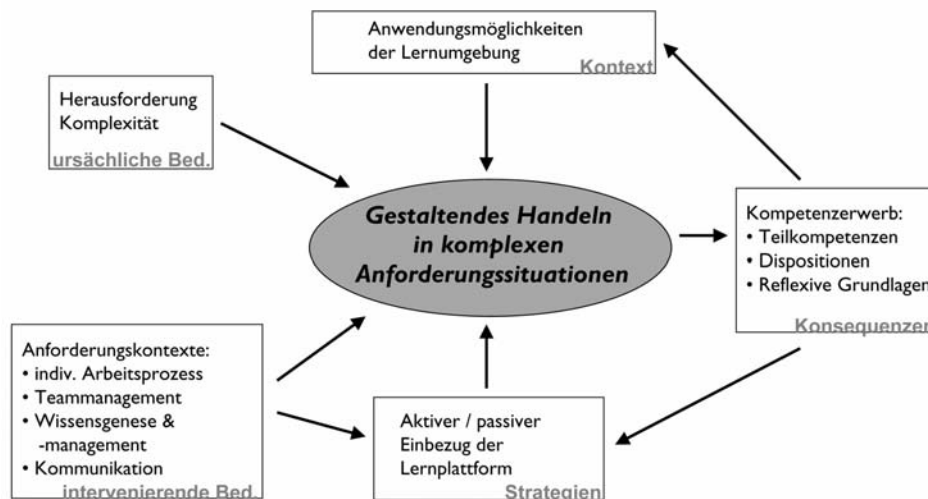 Anwendungsmöglichkeiten
der Lernumgebung
Kontext
Herausforderung
Komplexität
ursächliche Bed.
Gestaltendes Handeln
in komplexen
Anforderungssituationen
Kompetenzerwerb:
• Teilkompetenzen
• Dispositionen
• Reflexive Grundlagen
Konsequenzen
Anforderungskontexte:
• indiv. Arbeitsprozess
• Teammanagement
• Wissensgenese &
-management
• Kommunikation
intervenierende Bed.
Aktiver / passiver
Einbezug der
Lernplattform
Strategien